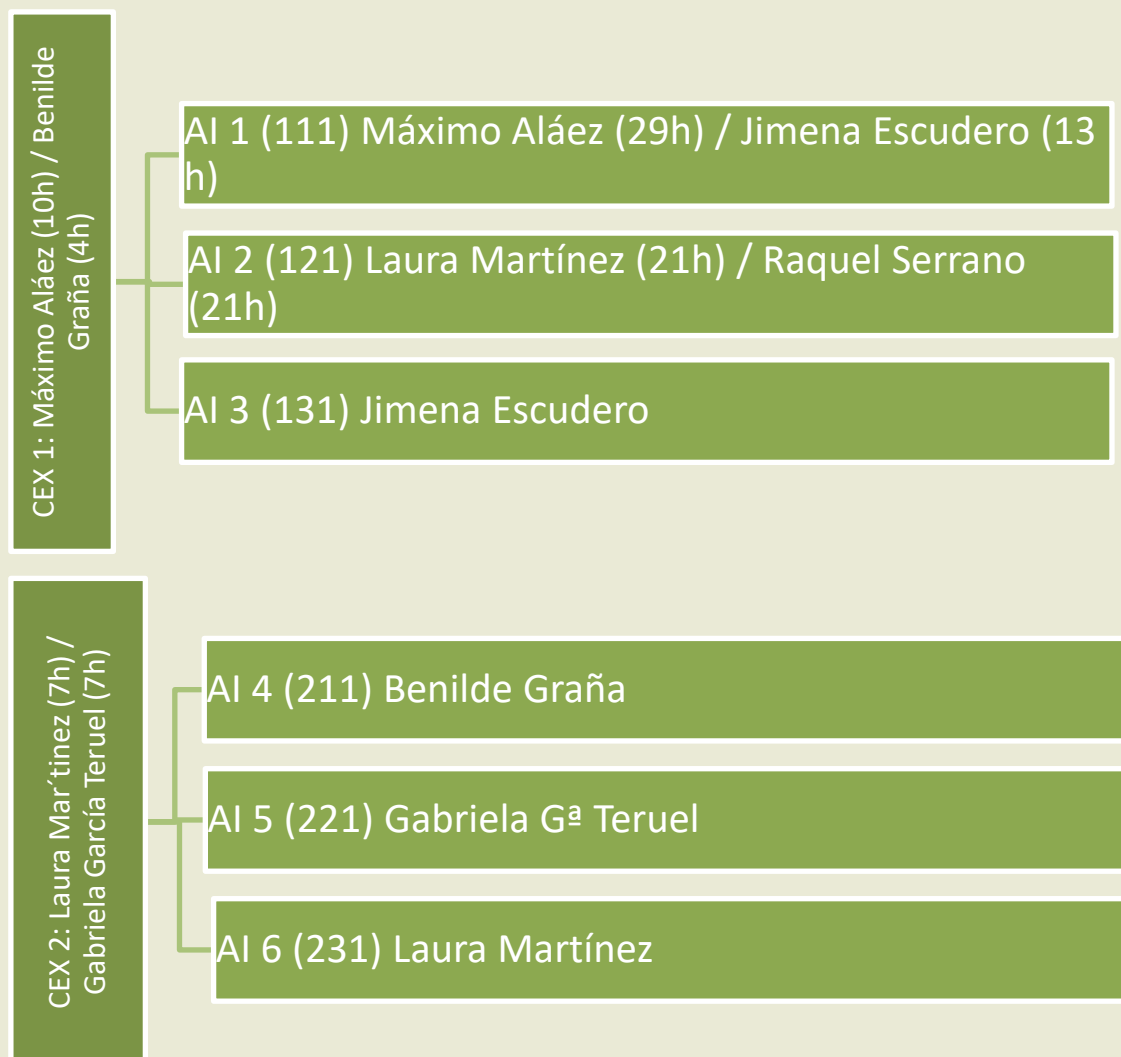 CEX 1: Máximo Aláez (10h) / Benilde
Graña (4h)
AI 1 (111) Máximo Aláez (29h) / Jimena Escudero (13
h)
AI 2 (121) Laura Martínez (21h) / Raquel Serrano
(21h)
AI 3 (131) Jimena Escudero
CEX 2: Laura Mar´tinez (7h) /
Gabriela García Teruel (7h)
AI 4 (211) Benilde Graña
AI 5 (221) Gabriela Gª Teruel
AI 6 (231) Laura Martínez